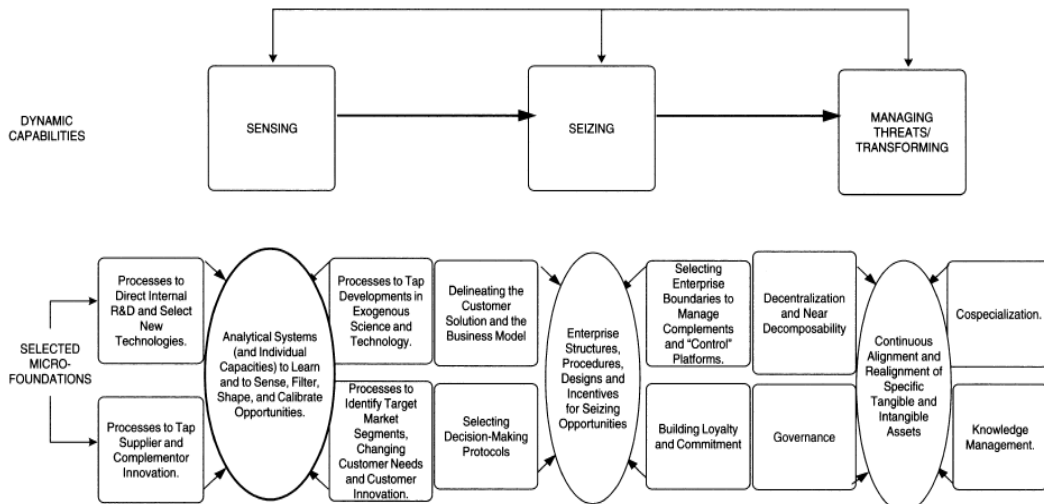 DYNAMIC
CAPABILITIES
SENSING
SEIZING
MANAGING
THREATS/
TRANSFORMING
SELECTED
MICRO-
FOUNDATIONS
Processes to
Direct Internal
R&D and Select
New
Technologies.
Processes to Tap
Supplier and
Complementor
Innovation.
Analytical Systems
(and Individual
Capacities) to Learn
and to Sense, Filter,
Shape, and Calibrate
Opportunities.
Processes to Tap
Developments in
Exogenous Science
and Technology.
Processes to
Identify Target
Market
Segments,
Changing
Customer Needs
and Customer
Innovation.
Delineating the
Customer
Solution and the
Business Model
Selecting
Decision-Making
Protocols
Enterprise
Structures,
Procedures,
Designs and
Incentives
for Seizing
Opportunities
Selecting
Enterprise
Boundaries to
Manage
Complements
and “Control”
Platforms.
Building Loyalty
and Commitment
Decentralization
and Near
Decomposability
Governance
Continuous
Alignment and
Realignment of
Specific
Tangible and
Intangible
Assets
Cospecialization.
Knowledge
Management.